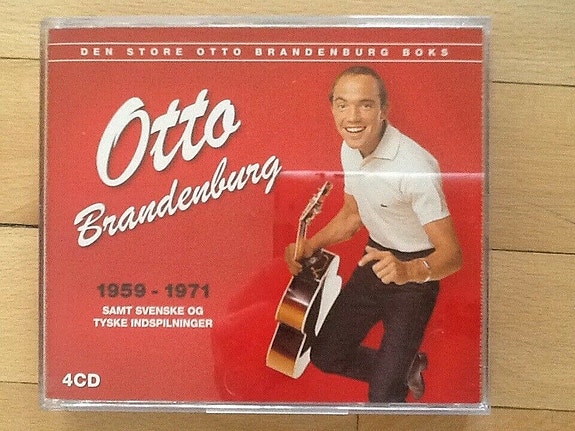 DEN STORE OTTO BRANDENBURG BOKS
Otto
Brandenburg
1959 - 1971
SAMT SVENSKE OG
TYSKE INDSPILNINGER
4CD